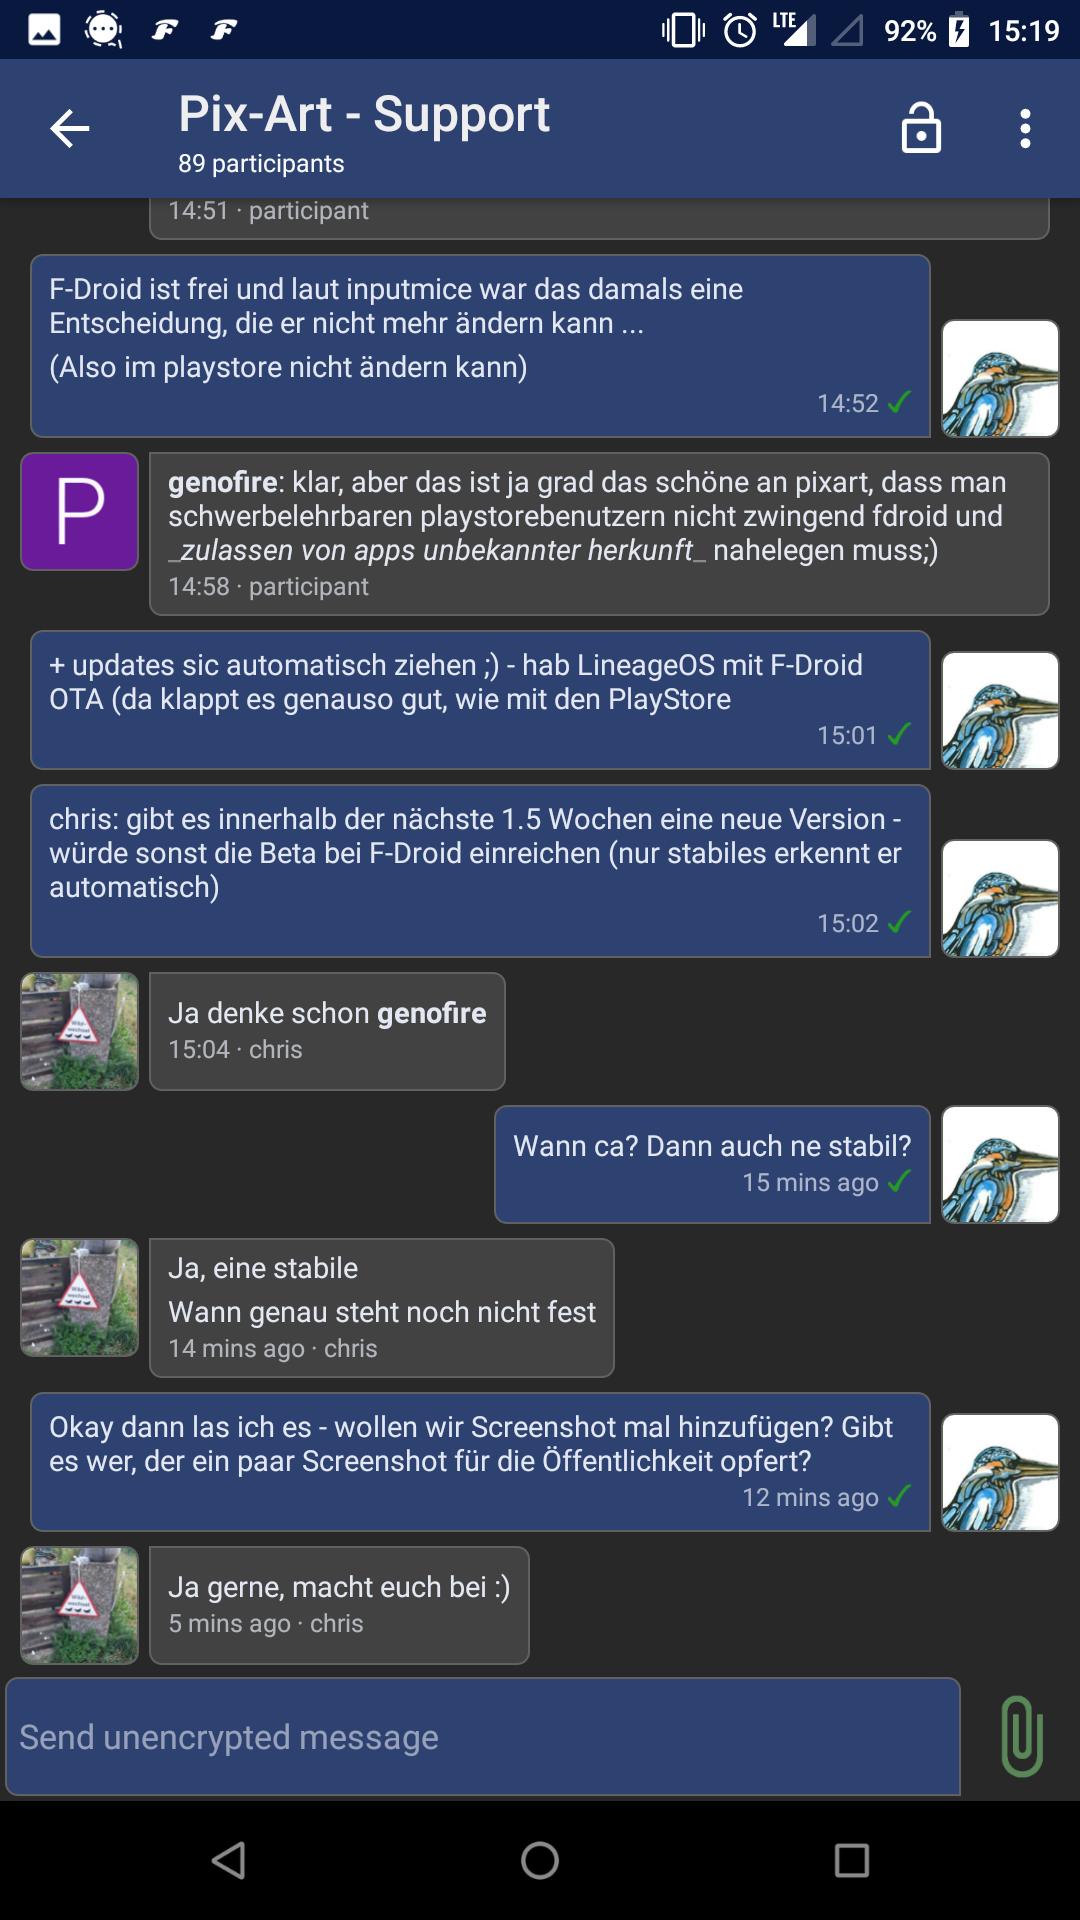 LTE 92% 15:19
Pix-Art - Support
89 participants
14:51 · participant
F-Droid ist frei und laut inputmice war das damals eine
Entscheidung, die er nicht mehr ändern kann ...
(Also im playstore nicht ändern kann)
14:52
P
genofire: klar, aber das ist ja grad das schöne an pixart, dass man
schwerbelehrbaren playstorebenutzern nicht zwingend fdroid und
_zulassen von apps unbekannter herkunft_ nahelegen muss;)
14:58 · participant
+ updates sic automatisch ziehen ;) - hab LineageOS mit F-Droid
OTA (da klappt es genauso gut, wie mit den PlayStore
15:01
chris: gibt es innerhalb der nächste 1.5 Wochen eine neue Version -
würde sonst die Beta bei F-Droid einreichen (nur stabiles erkennt er
automatisch)
15:02
Ja denke schon genofire
15:04 · chris
Wann ca? Dann auch ne stabil?
15 mins ago
Ja, eine stabile
Wann genau steht noch nicht fest
14 mins ago · chris
Okay dann las ich es - wollen wir Screenshot mal hinzufügen? Gibt
es wer, der ein paar Screenshot für die Öffentlichkeit opfert?
12 mins ago
Ja gerne, macht euch bei :)
5 mins ago · chris
Send unencrypted message